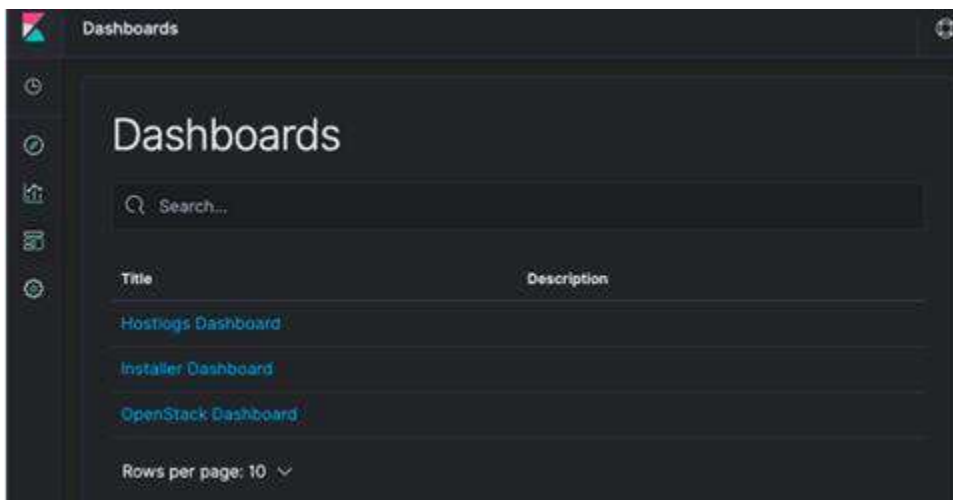 Dashboards
Dashboards
Search...
Title Description
Hostlogs Dashboard
Installer Dashboard
OpenStack Dashboard
Rows per page: 10